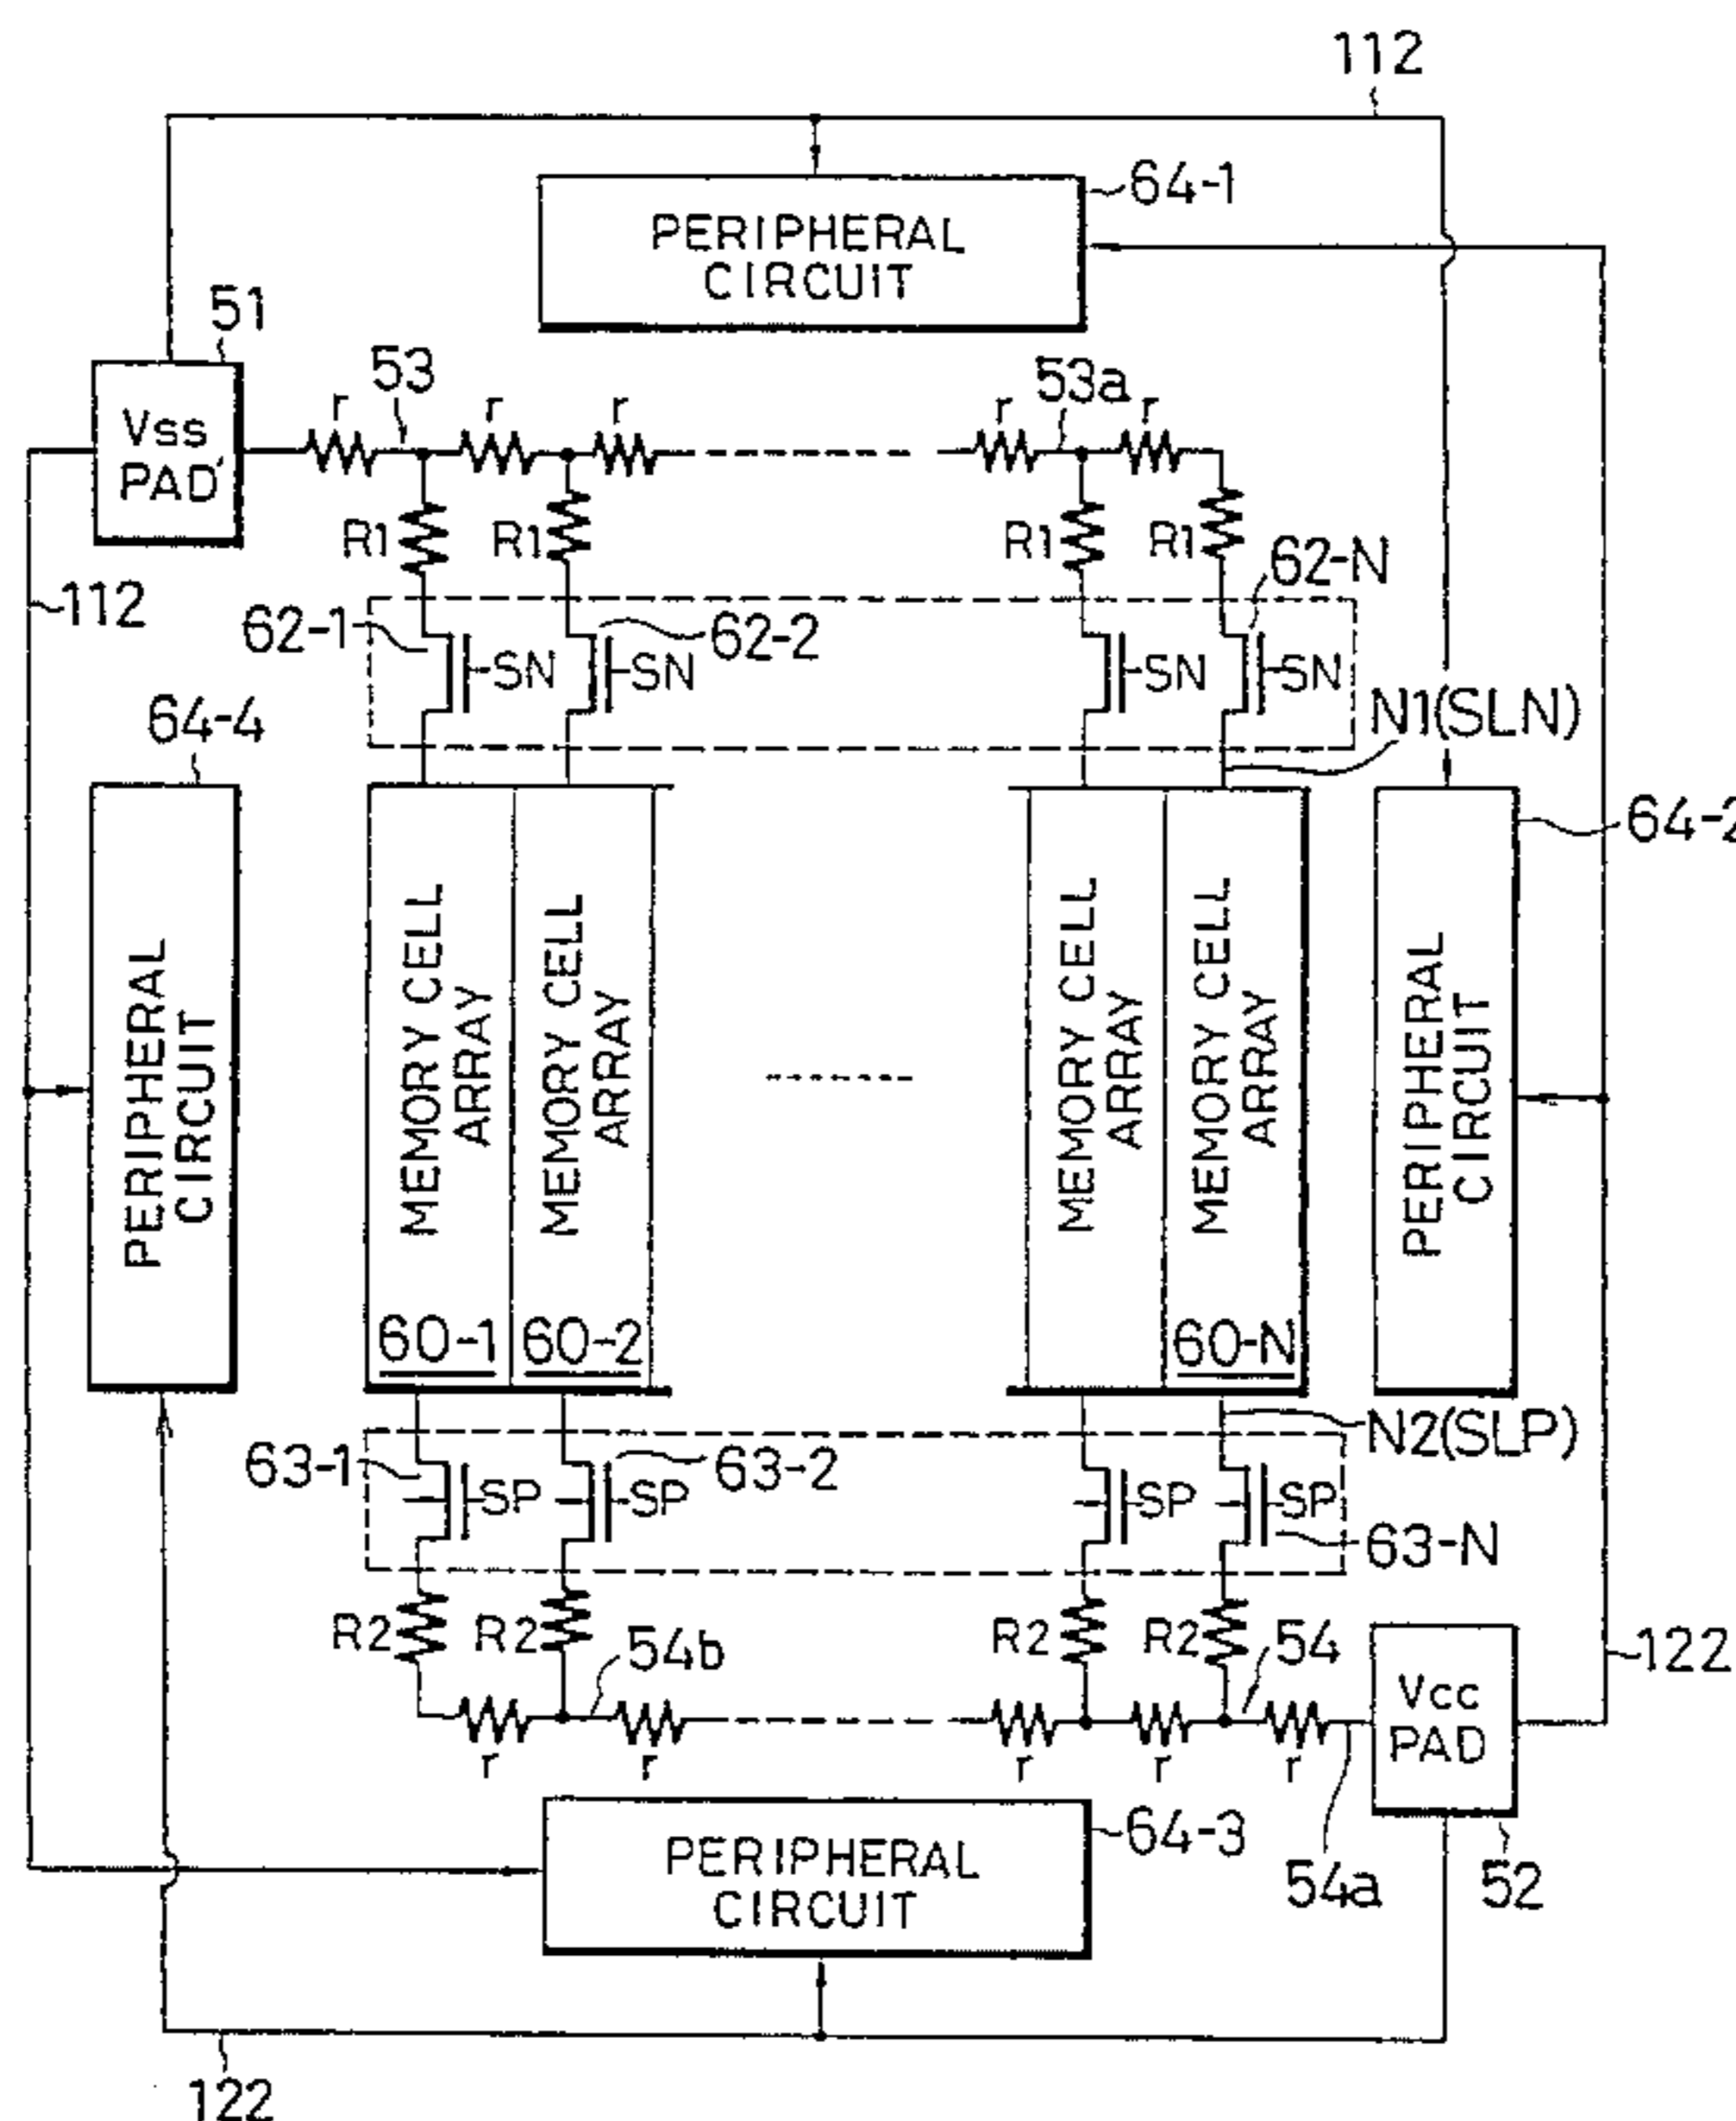 112
64-1
PERIPHERAL
CIRCUIT
51
Vss
PAD
r
53
r
r
r
53a
r
R1
R1
R1
R1
112
62-1
62-2
62-N
SN
SN
SN
SN
N1(SLN)
64-4
64-2
PERIPHERAL
CIRCUIT
MEMORY CELL
ARRAY
MEMORY CELL
ARRAY
MEMORY CELL
ARRAY
MEMORY CELL
ARRAY
PERIPHERAL
CIRCUIT
60-1
60-2
60-N
N2(SLP)
63-1
63-2
SP
SP
SP
SP
63-N
R2
R2
R2
R2
54b
54
122
Vcc
PAD
r
r
r
r
r
64-3
54a
52
PERIPHERAL
CIRCUIT
122